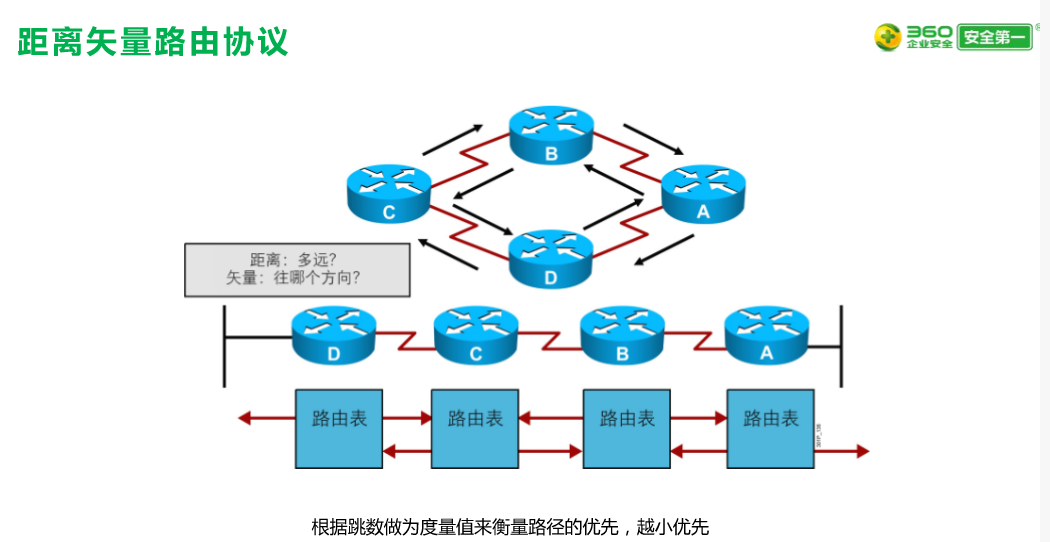 距离矢量路由协议
360
企业安全
安全第一
B
C
A
D
距离：多远？
矢量：往哪个方向？
D
C
B
A
路由表
路由表
路由表
路由表
根据跳数做为度量值来衡量路径的优先，越小优先